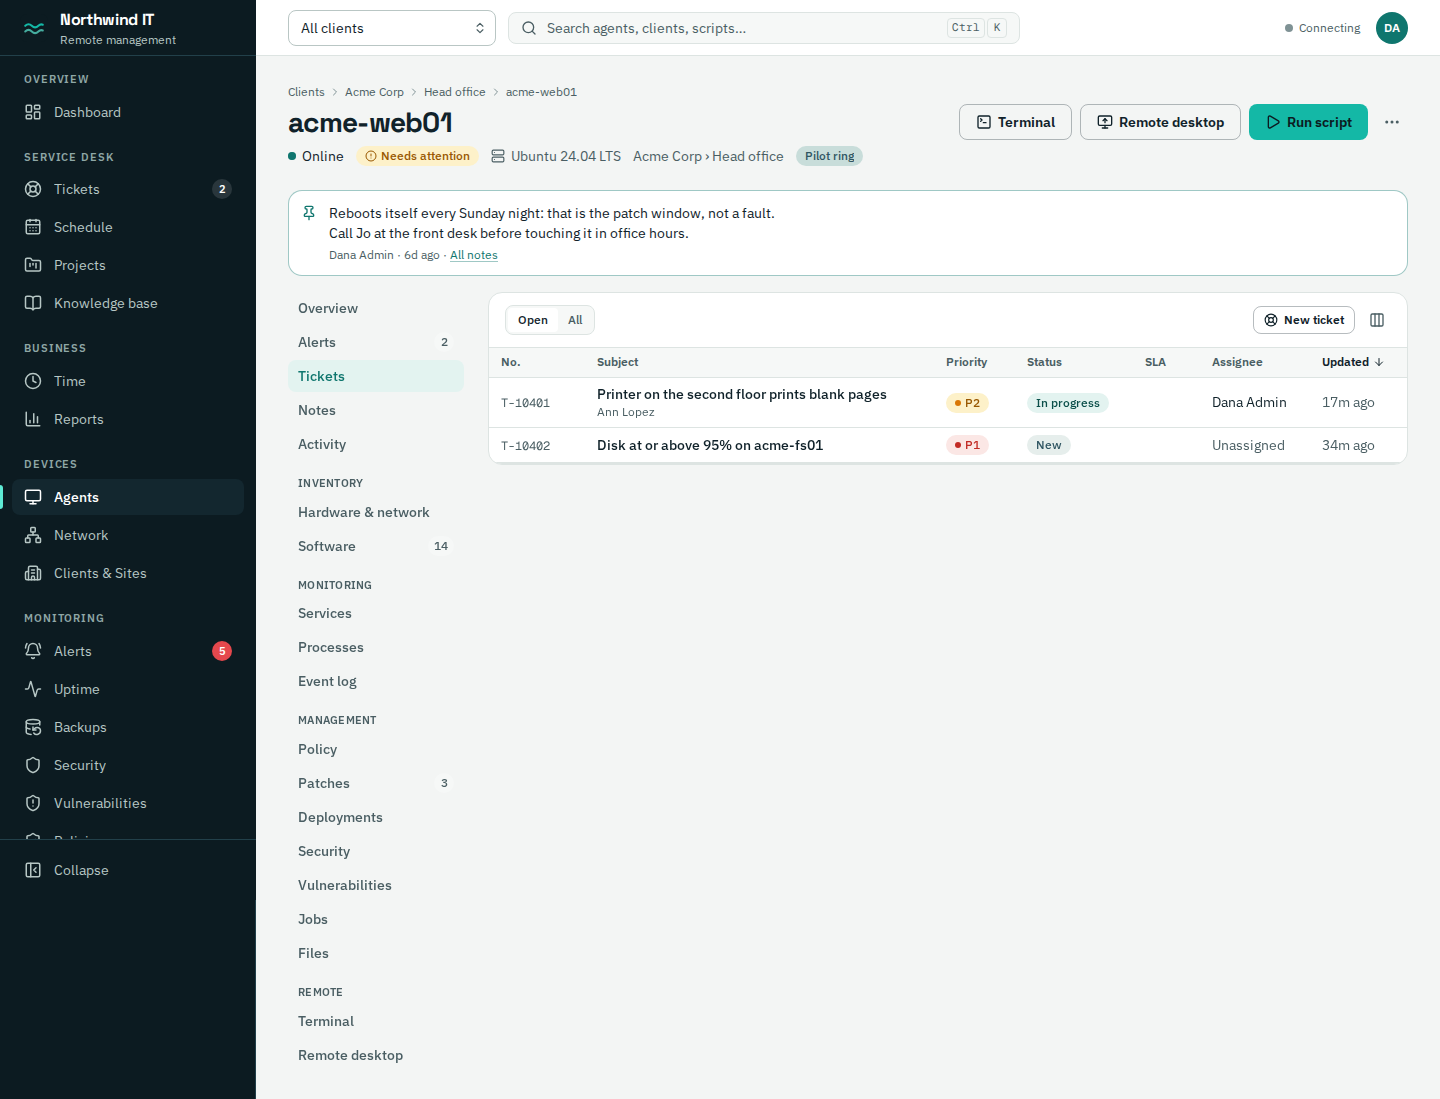 Northwind IT
Remote management
All clients
Search agents, clients, scripts...
Ctrl K
Connecting
DA
OVERVIEW
Dashboard
SERVICE DESK
Tickets 2
Schedule
Projects
Knowledge base
BUSINESS
Time
Reports
DEVICES
Agents
Network
Clients & Sites
MONITORING
Alerts 5
Uptime
Backups
Security
Vulnerabilities
Collapse
Clients > Acme Corp > Head office > acme-web01
acme-web01
Terminal
Remote desktop
Run script
Online
Needs attention
Ubuntu 24.04 LTS
Acme Corp › Head office
Pilot ring
Reboots itself every Sunday night: that is the patch window, not a fault.
Call Jo at the front desk before touching it in office hours.
Dana Admin · 6d ago · All notes
Overview
Alerts 2
Tickets
Notes
Activity
INVENTORY
Hardware & network
Software 14
MONITORING
Services
Processes
Event log
MANAGEMENT
Policy
Patches 3
Deployments
Security
Vulnerabilities
Jobs
Files
REMOTE
Terminal
Remote desktop
Open All
New ticket
No. Subject Priority Status SLA Assignee Updated
T-10401 Printer on the second floor prints blank pages P2 In progress Dana Admin 17m ago
Ann Lopez
T-10402 Disk at or above 95% on acme-fs01 P1 New Unassigned 34m ago